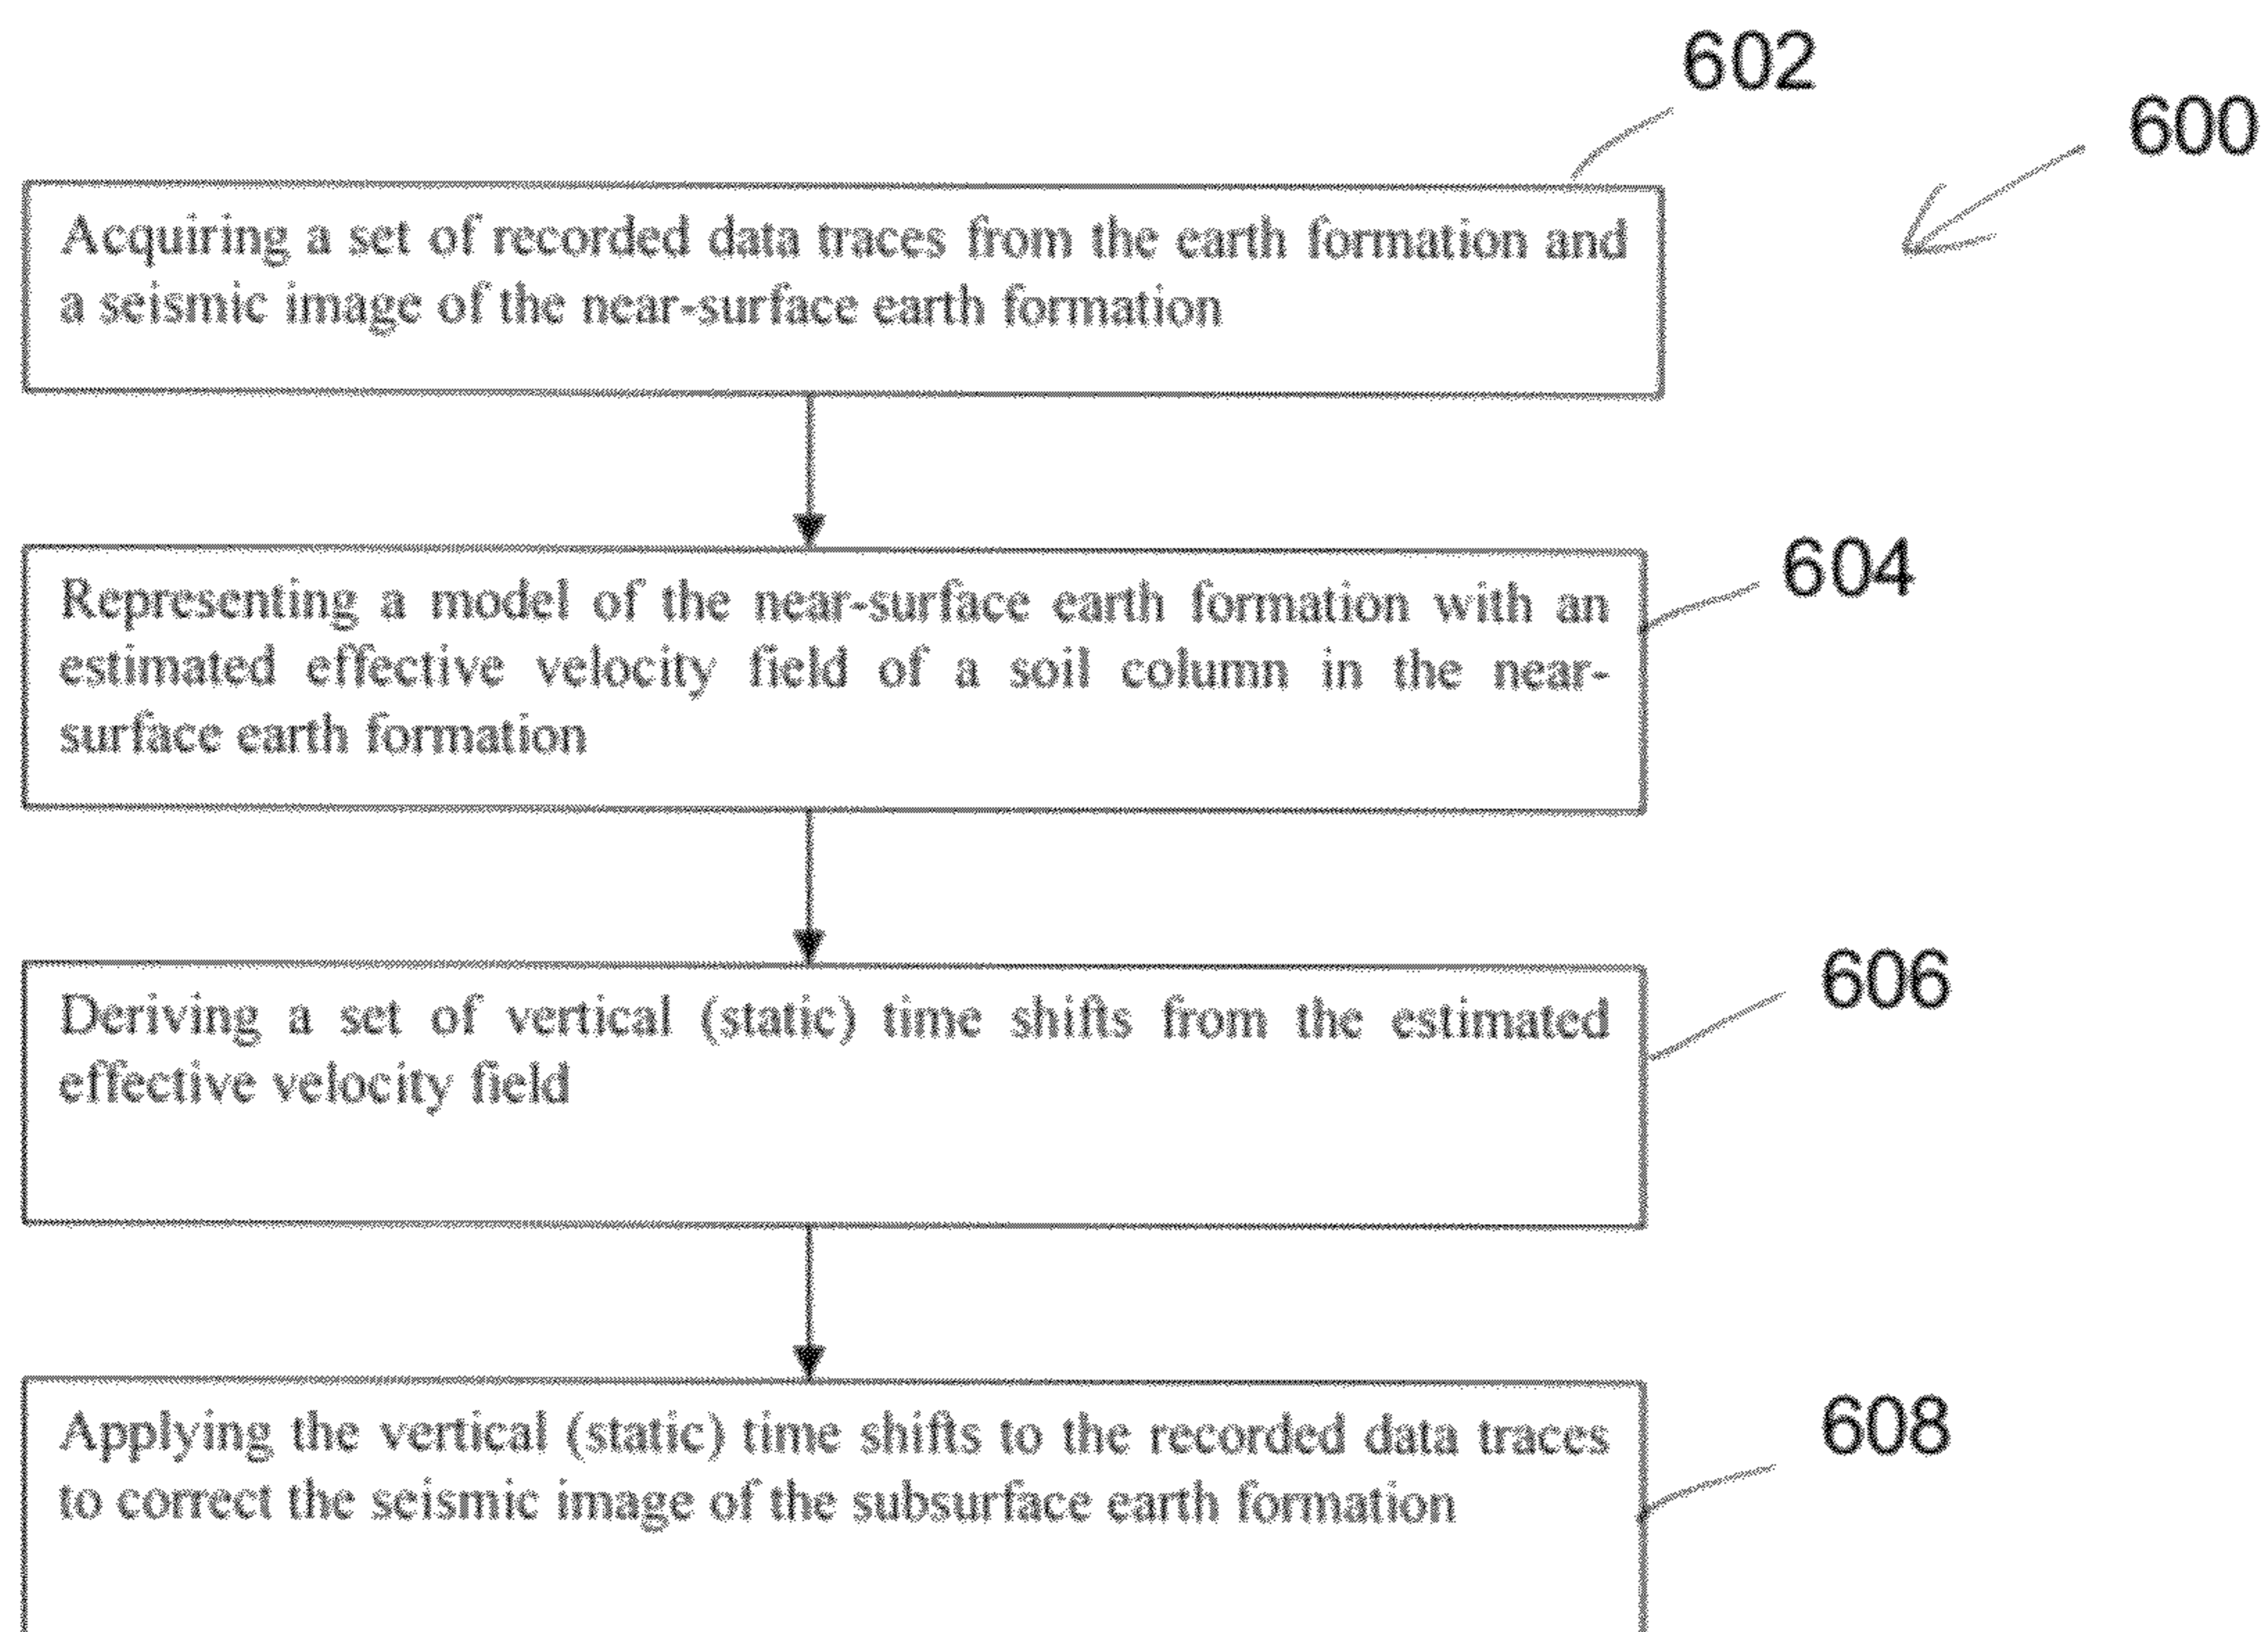 602
600
Acquiring a set of recorded data traces from the earth formation and
a seismic image of the near-surface earth formation
604
Representing a model of the near-surface earth formation with an
estimated effective velocity field of a soil column in the near-
surface earth formation
606
Deriving a set of vertical (static) time shifts from the estimated
effective velocity field
608
Applying the vertical (static) time shifts to the recorded data traces
to correct the seismic image of the subsurface earth formation